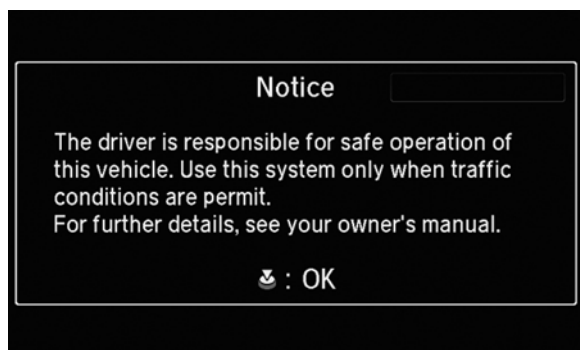 Notice
The driver is responsible for safe operation of
this vehicle. Use this system only when traffic
conditions are permit.
For further details, see your owner's manual.
: OK